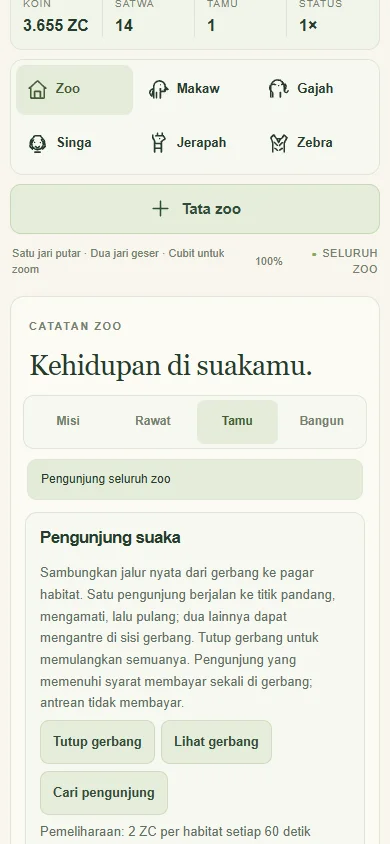 KOIN SATWA TAMU STATUS
3.655 ZC 14 1 1×
Zoo Makaw Gajah
Singa Jerapah Zebra
Tata zoo
Satu jari putar · Dua jari geser · Cubit untuk
zoom
100%
SELURUH
ZOO
CATATAN ZOO
Kehidupan di suakamu.
Misi Rawat Tamu Bangun
Pengunjung seluruh zoo
Pengunjung suaka
Sambungkan jalur nyata dari gerbang ke pagar
habitat. Satu pengunjung berjalan ke titik pandang,
mengamati, lalu pulang; dua lainnya dapat
mengantre di sisi gerbang. Tutup gerbang untuk
memulangkan semuanya. Pengunjung yang
memenuhi syarat membayar sekali di gerbang;
antrean tidak membayar.
Tutup gerbang Lihat gerbang
Cari pengunjung
Pemeliharaan: 2 ZC per habitat setiap 60 detik